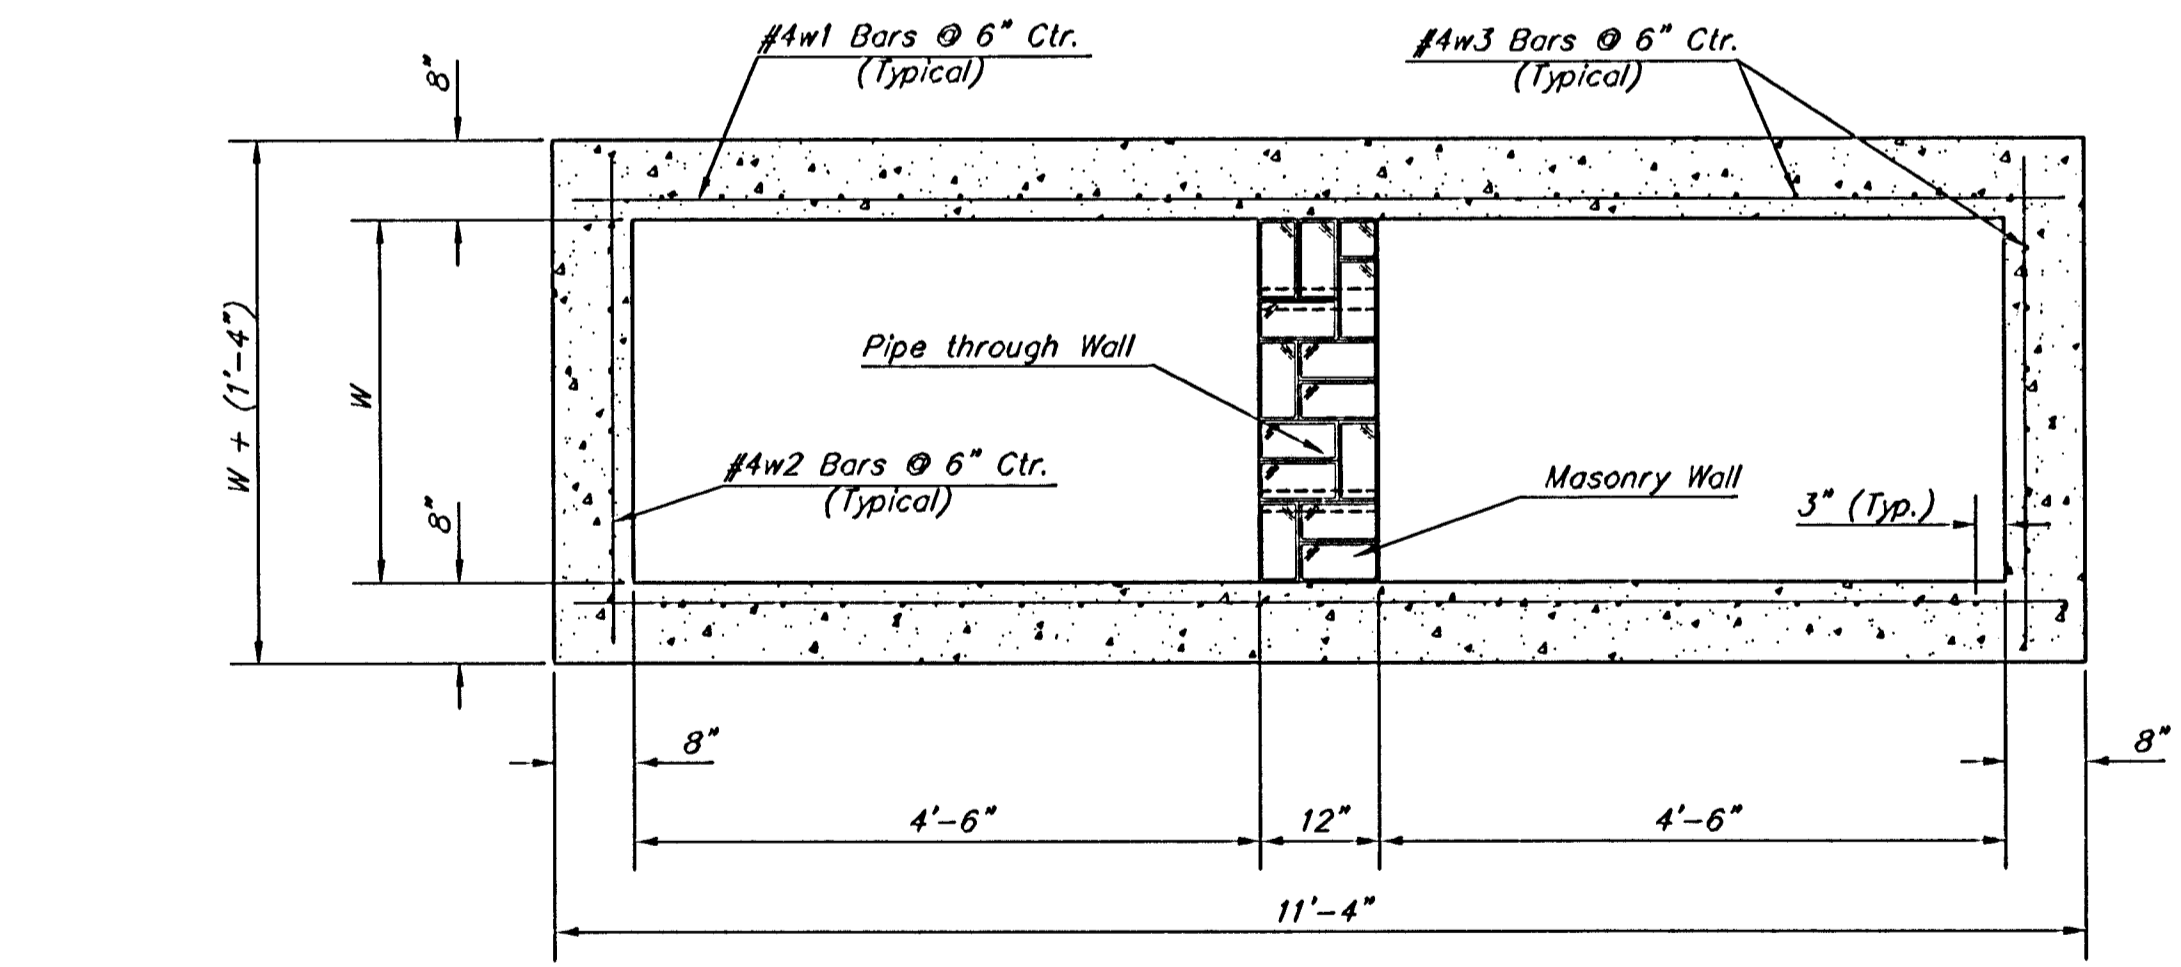 #4w1 Bars @ 6" Ctr.
(Typical)
#4w3 Bars @ 6" Ctr.
(Typical)
8"
W + (1'-4")
W
Pipe through Wall
#4w2 Bars @ 6" Ctr.
(Typical)
Masonry Wall
3" (Typ.)
8"
8"
8"
4'-6"
12"
4'-6"
11'-4"